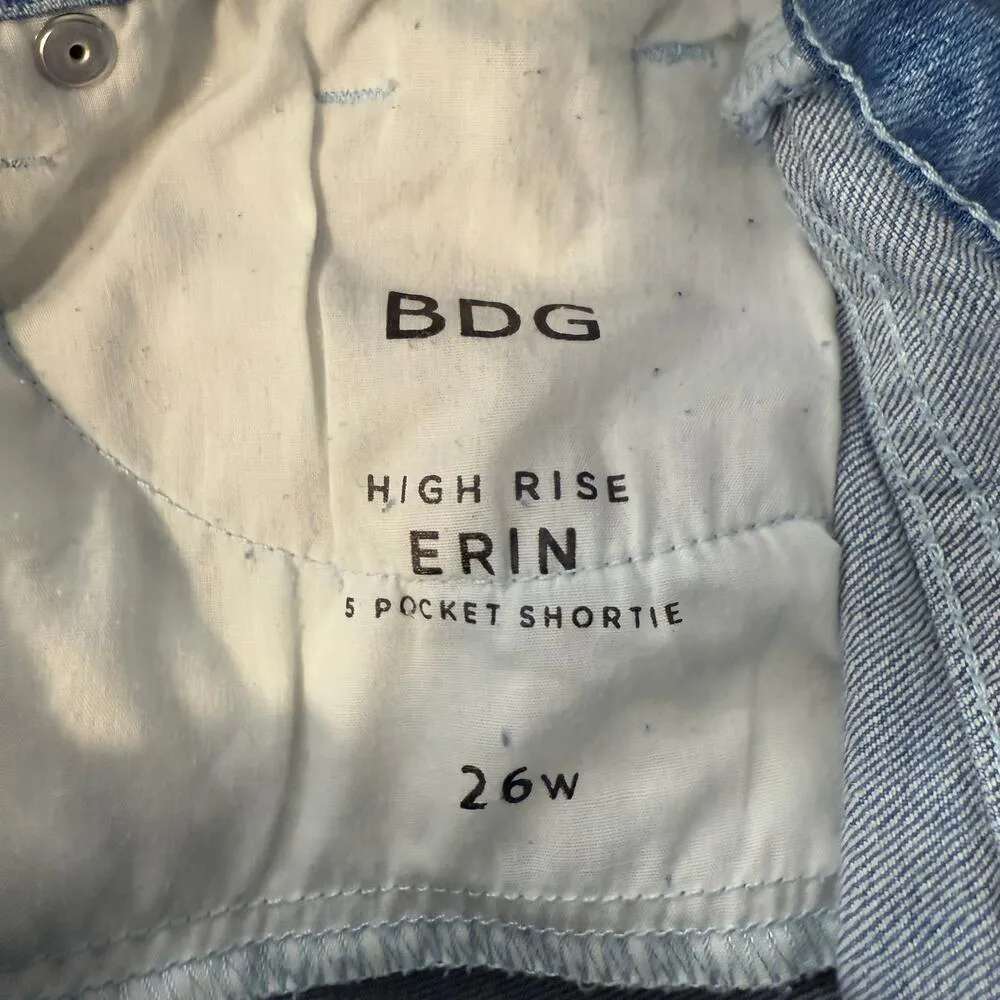 BDG
HIGH RISE
ERIN
5 POCKET SHORTIE
26W